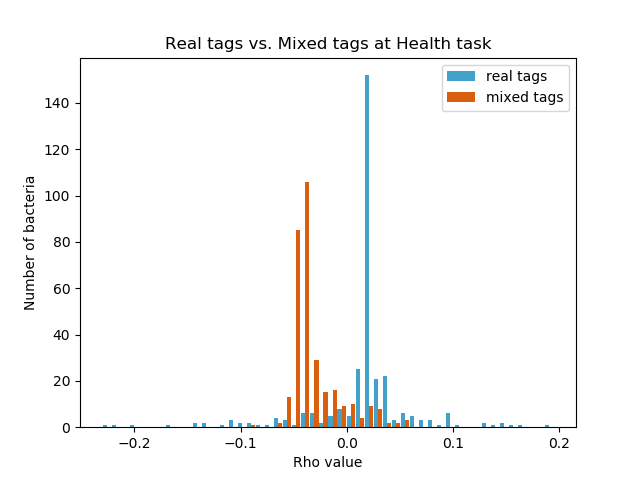 Real tags vs. Mixed tags at Health task
real tags
mixed tags
Number of bacteria
140
120
100
80
60
40
20
0
−0.2
−0.1
0.0
0.1
0.2
Rho value